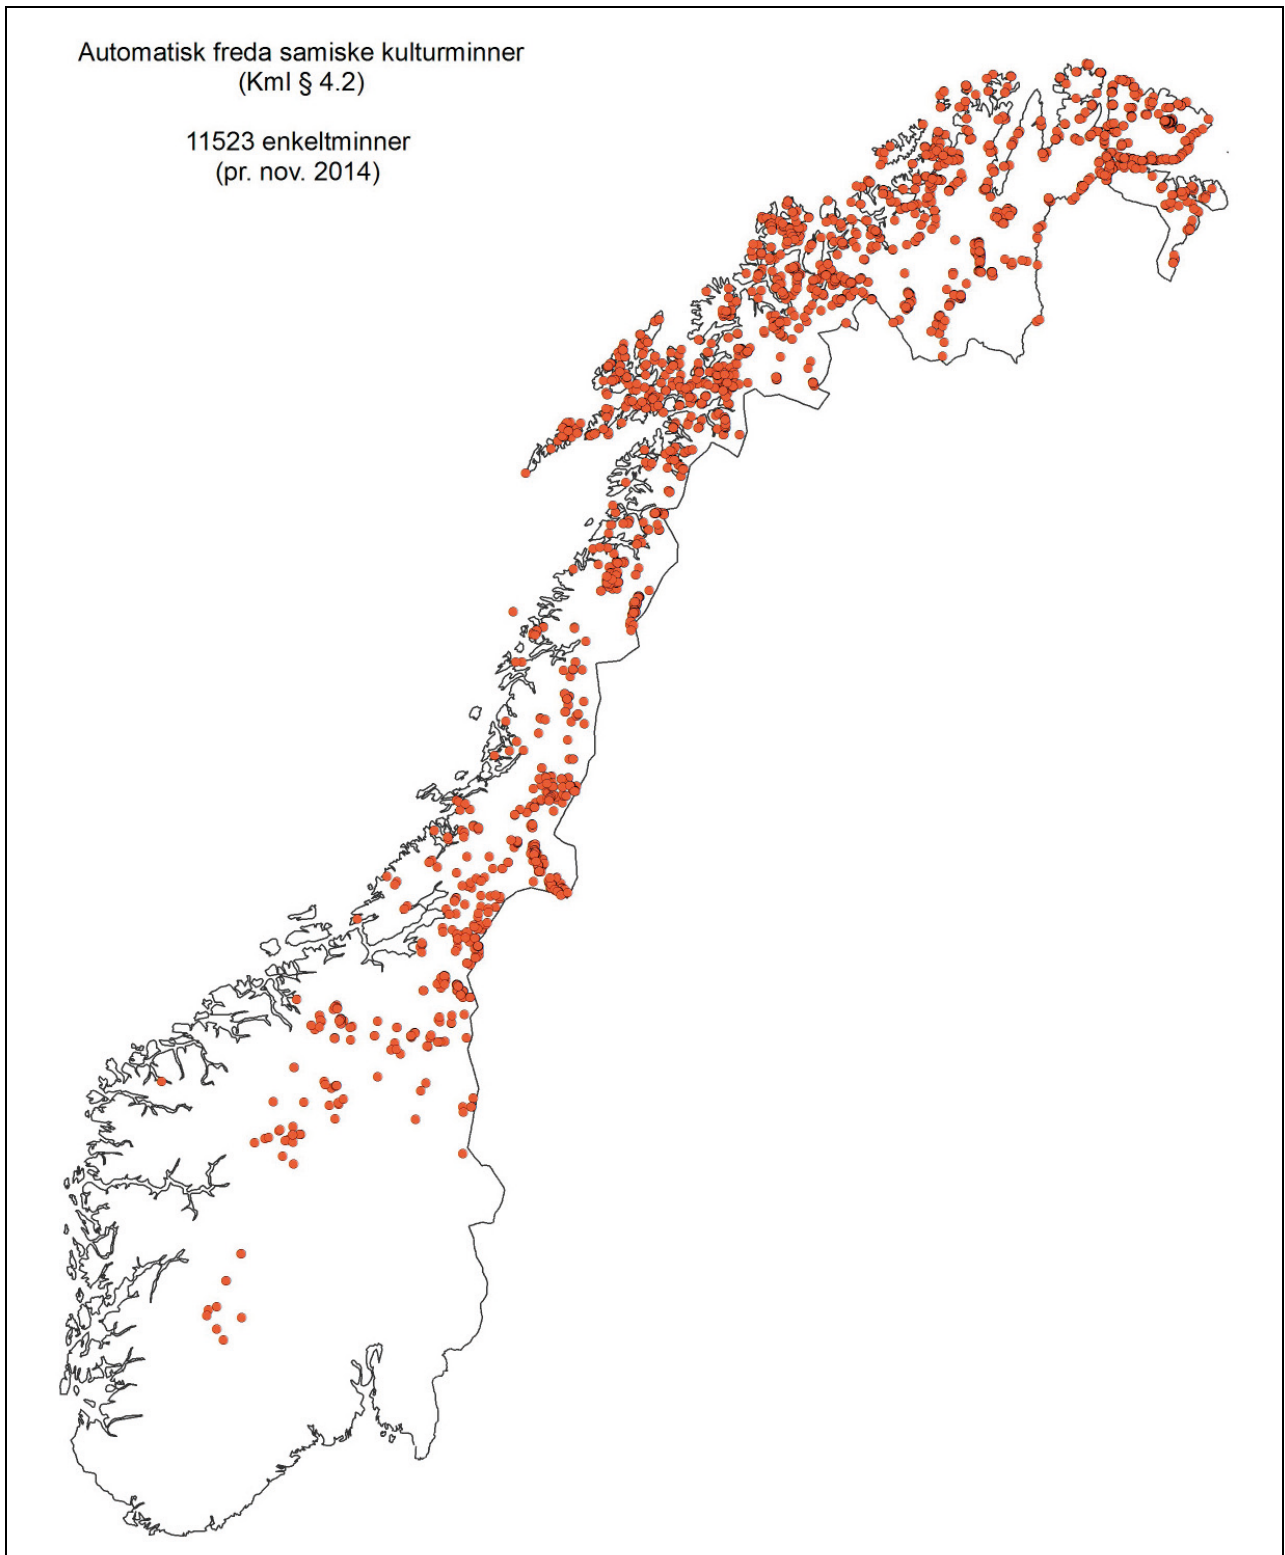 Automatisk freda samiske kulturminner
(Kml § 4.2)
11523 enkeltminner
(pr. nov. 2014)